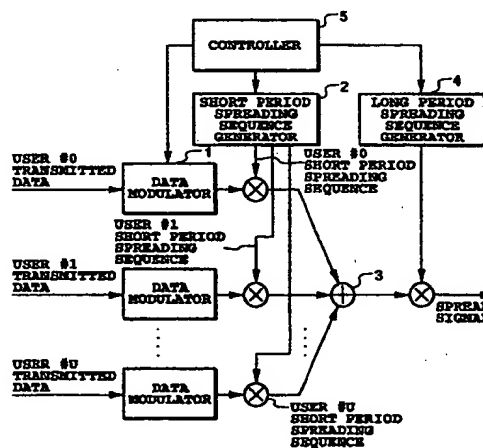 5
CONTROLLER
2
4
SHORT PERIOD
SPREADING
SEQUENCE
GENERATOR
LONG PERIOD
SPREADING
SEQUENCE
GENERATOR
USER #0
TRANSMITTED
DATA
1
DATA
MODULATOR
USER #0
SHORT PERIOD
SPREADING
SEQUENCE
USER #1
SHORT PERIOD
SPREADING
SEQUENCE
USER #1
TRANSMITTED
DATA
DATA
MODULATOR
3
SPREAD
SIGNAL
USER #U
TRANSMITTED
DATA
DATA
MODULATOR
USER #U
SHORT PERIOD
SPREADING
SEQUENCE